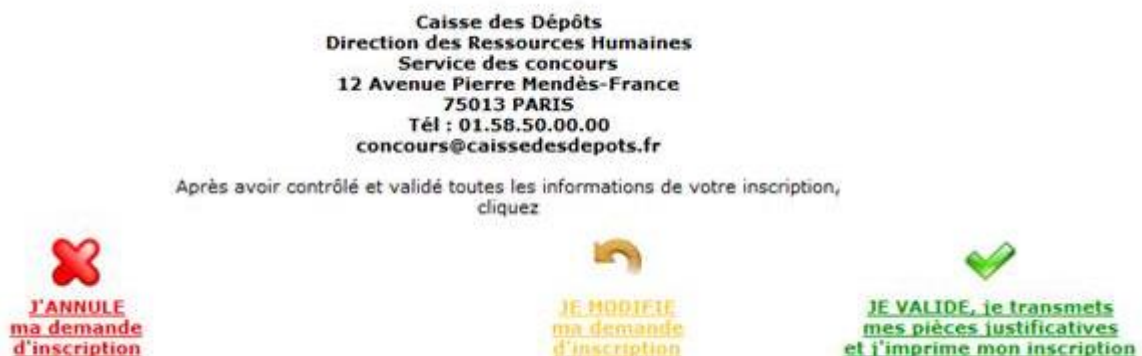 Caisse des Dépôts
Direction des Ressources Humaines
Service des concours
12 Avenue Pierre Mendès-France
75013 PARIS
Tél : 01.58.50.00.00
concours@caissedesdepots.fr
Après avoir contrôlé et validé toutes les informations de votre inscription,
cliquez
J'ANNULE
ma demande
d'inscription
JE MODIFIE
ma demande
d'inscription
JE VALIDE, je transmets
mes pièces justificatives
et j'imprime mon inscription